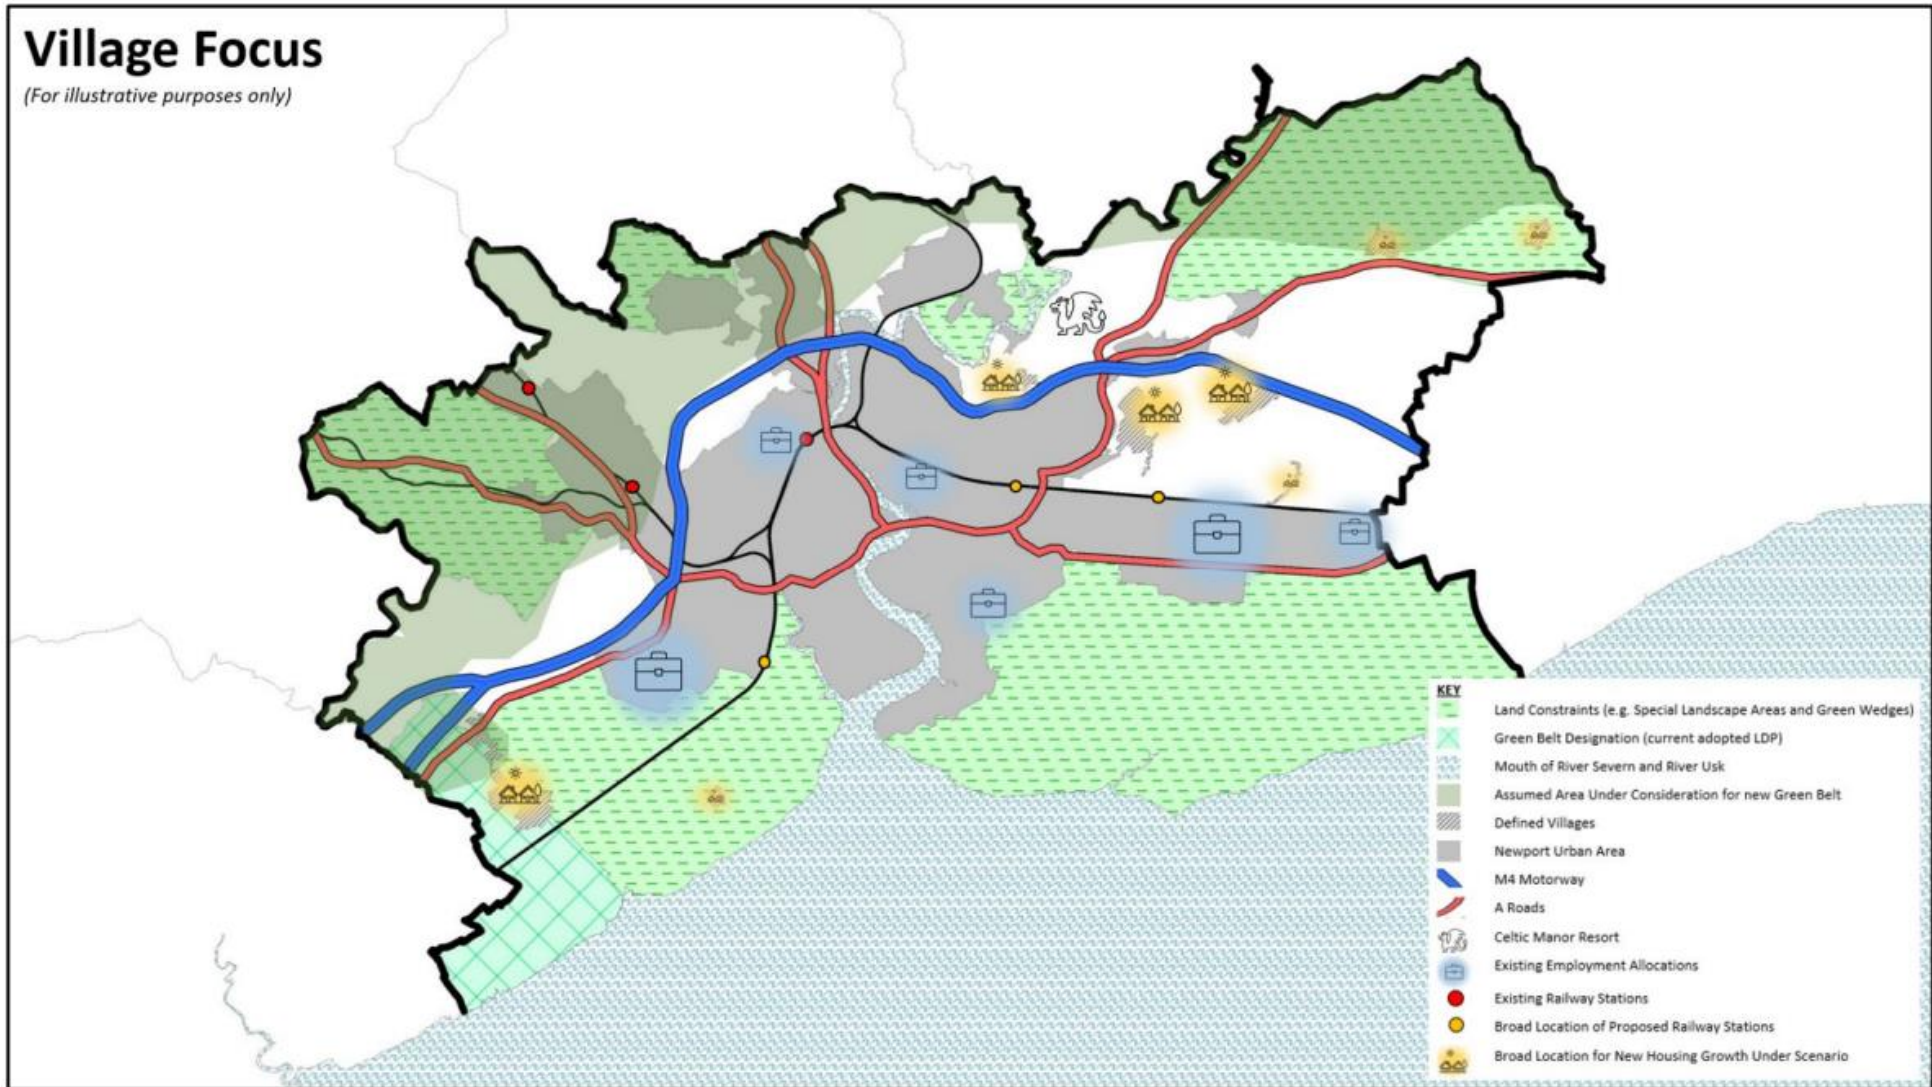 Village Focus
(For illustrative purposes only)
KEY
Land Constraints (e.g. Special Landscape Areas and Green Wedges)
Green Belt Designation (current adopted LDP)
Mouth of River Severn and River Usk
Assumed Area Under Consideration for new Green Belt
Defined Villages
Newport Urban Area
M4 Motorway
A Roads
Celtic Manor Resort
Existing Employment Allocations
Existing Railway Stations
Broad Location of Proposed Railway Stations
Broad Location for New Housing Growth Under Scenario